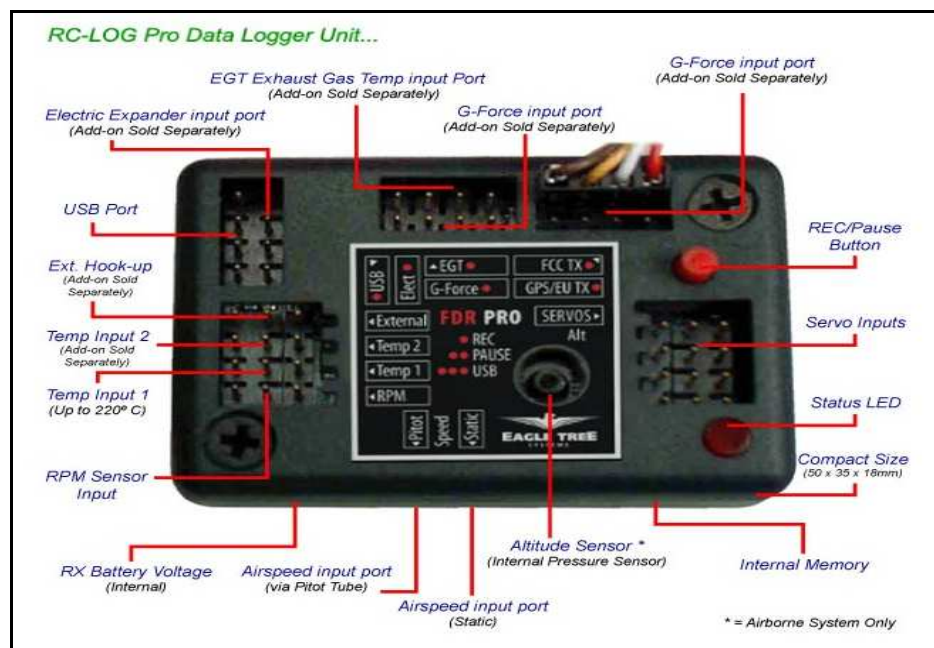 RC-LOG Pro Data Logger Unit...
EGT Exhaust Gas Temp input Port
(Add-on Sold Separately)
G-Force input port
(Add-on Sold Separately)
Electric Expander input port
(Add-on Sold Separately)
G-Force input port
(Add-on Sold Separately)
USB Port
REC/Pause
Button
Ext. Hook-up
(Add-on Sold
Separately)
Temp Input 2
(Add-on Sold
Separately)
Servo Inputs
Temp Input 1
(Up to 220º C)
Status LED
RPM Sensor
Input
Compact Size
(50 x 35 x 18mm)
USB
Elect
EGT
FCC TX
G-Force
GPS/EU TX
External
FDR PRO
SERVOS
Alt
Temp 2
REC
PAUSE
Temp 1
USB
RPM
Pitot
Speed
Static
EAGLE TREE
SYSTEMS
RX Battery Voltage
(Internal)
Airspeed input port
(via Pitot Tube)
Airspeed input port
(Static)
Altitude Sensor *
(Internal Pressure Sensor)
Internal Memory
* = Airborne System Only